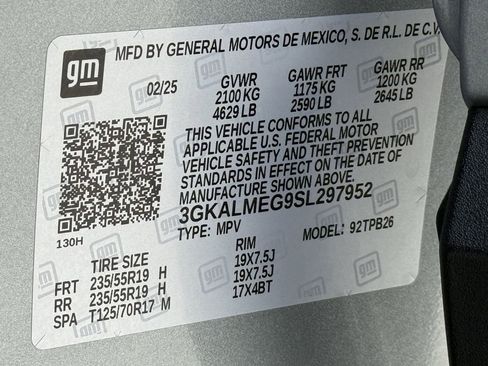 gm
MFD BY GENERAL MOTORS DE MEXICO, S. DE R.L. DE C.V.
02/25 GVWR GAWR FRT GAWR RR
2100 KG 1175 KG 1200 KG
4629 LB 2590 LB 2645 LB
THIS VEHICLE CONFORMS TO ALL
APPLICABLE U.S. FEDERAL MOTOR
VEHICLE SAFETY AND THEFT PREVENTION
STANDARDS IN EFFECT ON THE DATE OF
MANUFACTURE SHOWN ABOVE.
3GKALMEG9SL297952
130H TYPE: MPV MODEL: 92TPB26
TIRE SIZE RIM
FRT 235/55R19 H 19X7.5J
RR 235/55R19 H 19X7.5J
SPA T125/70R17 M 17X4BT